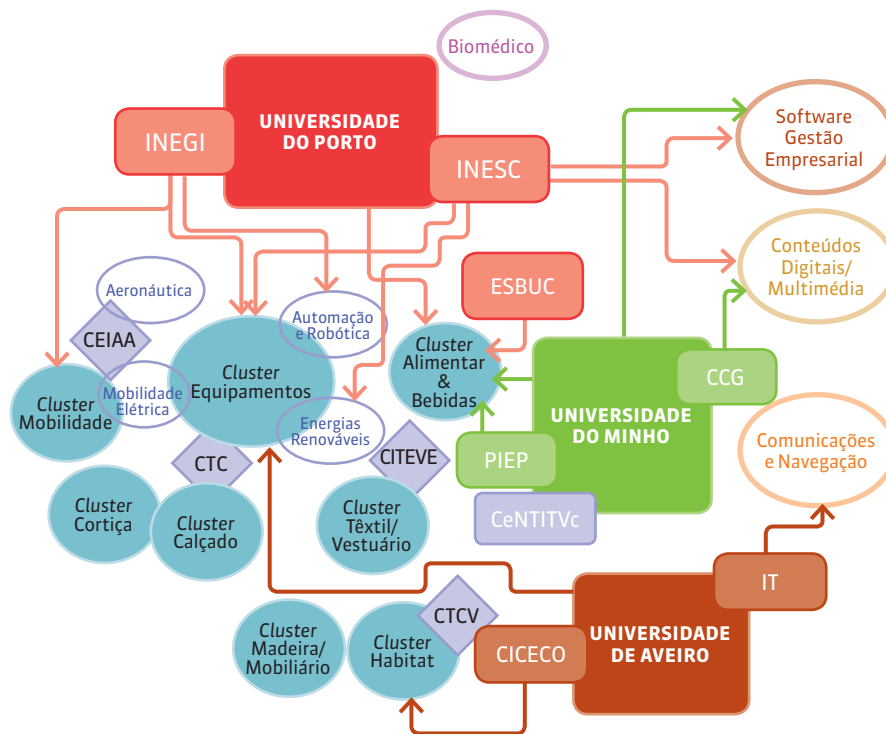 Biomédico
UNIVERSIDADE
DO PORTO
INEGI
INESC
Software
Gestão
Empresarial
Conteúdos
Digitais/
Multimédia
ESBUC
Aeronáutica
CEIAA
Automação
e Robótica
Cluster
Equipamentos
Cluster
Alimentar
&
Bebidas
Cluster
Mobilidade
Mobilidade
Elétrica
Energias
Renováveis
CCG
UNIVERSIDADE
DO MINHO
PIEP
CeNTITVc
Comunicações
e Navegação
CTC
CITEVE
Cluster
Cortiça
Cluster
Calçado
Cluster
Têxtil/
Vestuário
IT
UNIVERSIDADE
DE AVEIRO
CICECO
CTCV
Cluster
Madeira/
Mobiliário
Cluster
Habitat